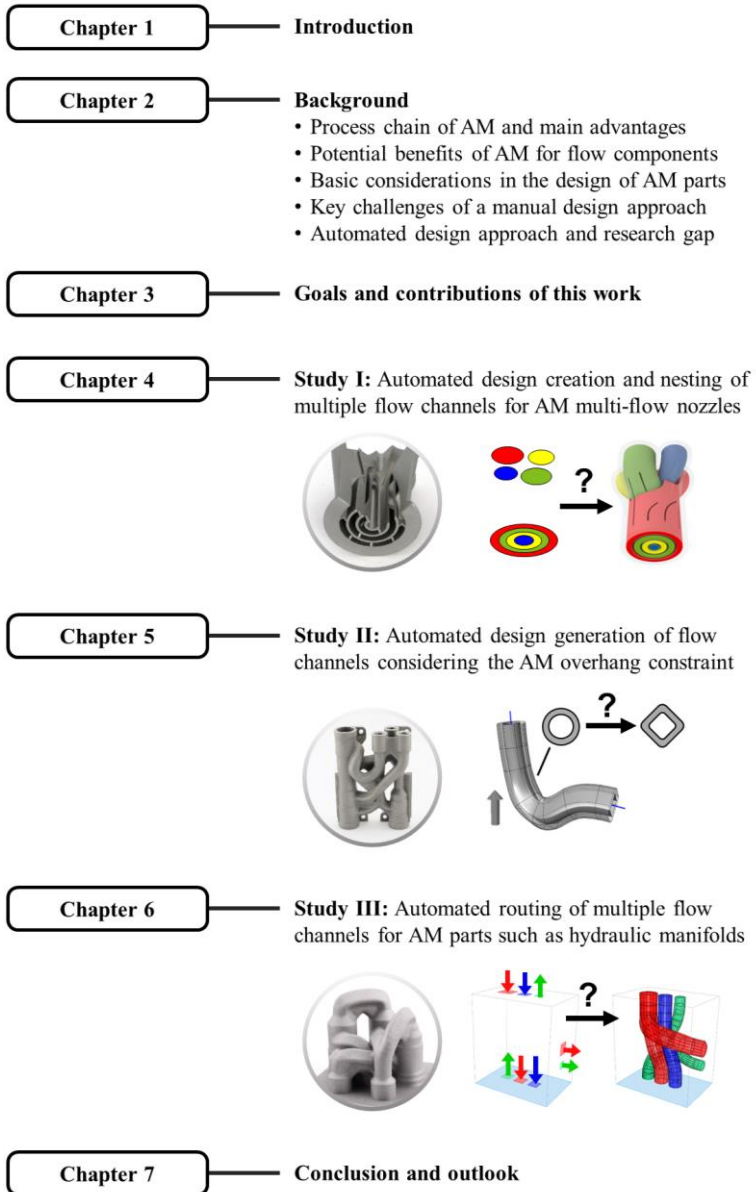 Chapter 1
Introduction
Chapter 2
Background
• Process chain of AM and main advantages
• Potential benefits of AM for flow components
• Basic considerations in the design of AM parts
• Key challenges of a manual design approach
• Automated design approach and research gap
Chapter 3
Goals and contributions of this work
Chapter 4
Study I: Automated design creation and nesting of
multiple flow channels for AM multi-flow nozzles
?
Chapter 5
Study II: Automated design generation of flow
channels considering the AM overhang constraint
?
Chapter 6
Study III: Automated routing of multiple flow
channels for AM parts such as hydraulic manifolds
?
Chapter 7
Conclusion and outlook